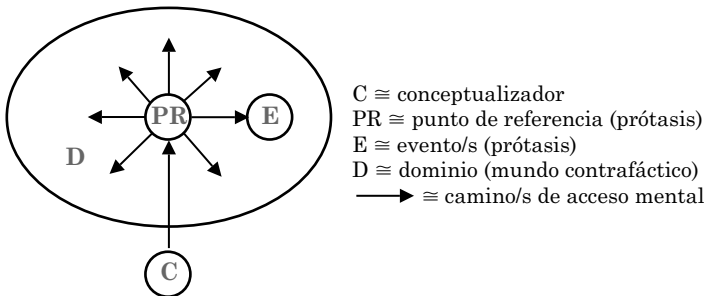 PR
E
D
C
C ≅ conceptualizador
PR ≅ punto de referencia (prótasis)
E ≅ evento/s (prótasis)
D ≅ dominio (mundo contrafáctico)
≅ camino/s de acceso mental